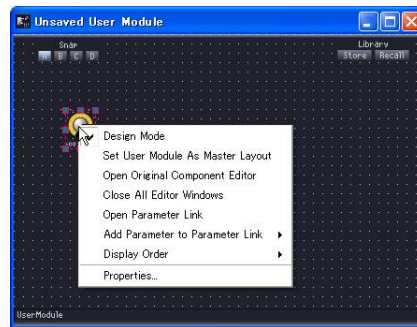 Unsaved User Module
Snap
Library
A B C D
Store Recall
Design Mode
Set User Module As Master Layout
Open Original Component Editor
Close All Editor Windows
Open Parameter Link
Add Parameter to Parameter Link
Display Order
Properties...
UserModule